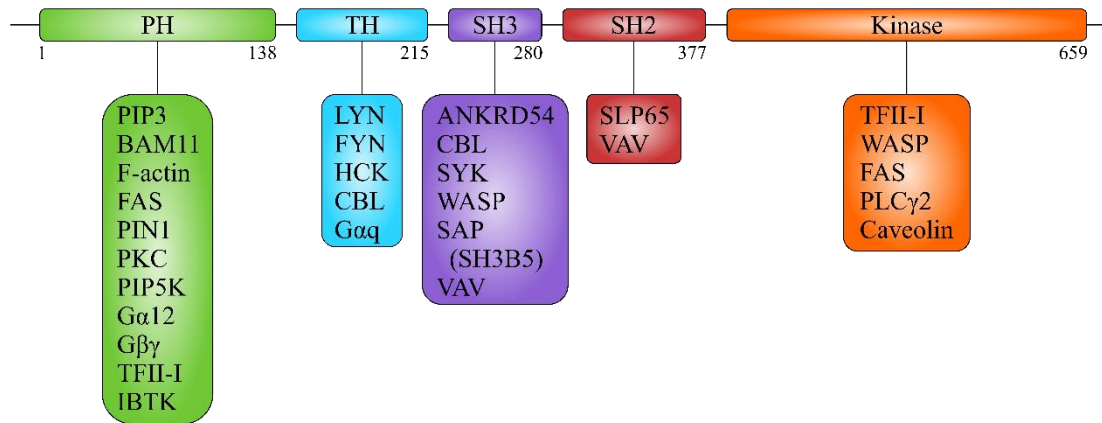 PH
TH
SH3
SH2
Kinase
1
138
215
280
377
659
PIP3
BAM11
F-actin
FAS
PIN1
PKC
PIP5K
Gα12
Gβγ
TFII-I
IBTK
LYN
FYN
HCK
CBL
Gαq
ANKRD54
CBL
SYK
WASP
SAP
(SH3B5)
VAV
SLP65
VAV
TFII-I
WASP
FAS
PLCγ2
Caveolin